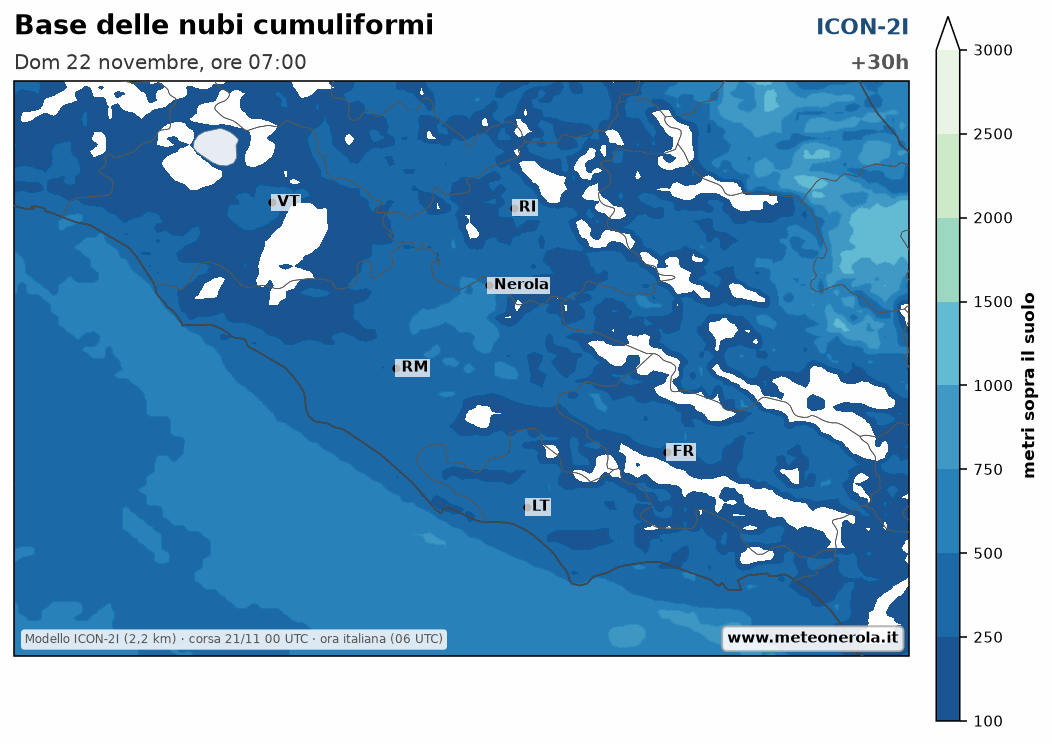 Base delle nubi cumuliformi
ICON-2I
Dom 22 novembre, ore 07:00
+30h
VT
RI
Nerola
RM
FR
LT
Modello ICON-2I (2,2 km) · corsa 21/11 00 UTC · ora italiana (06 UTC)
www.meteonerola.it
3000
2500
2000
1500
1000
750
500
250
100
metri sopra il suolo